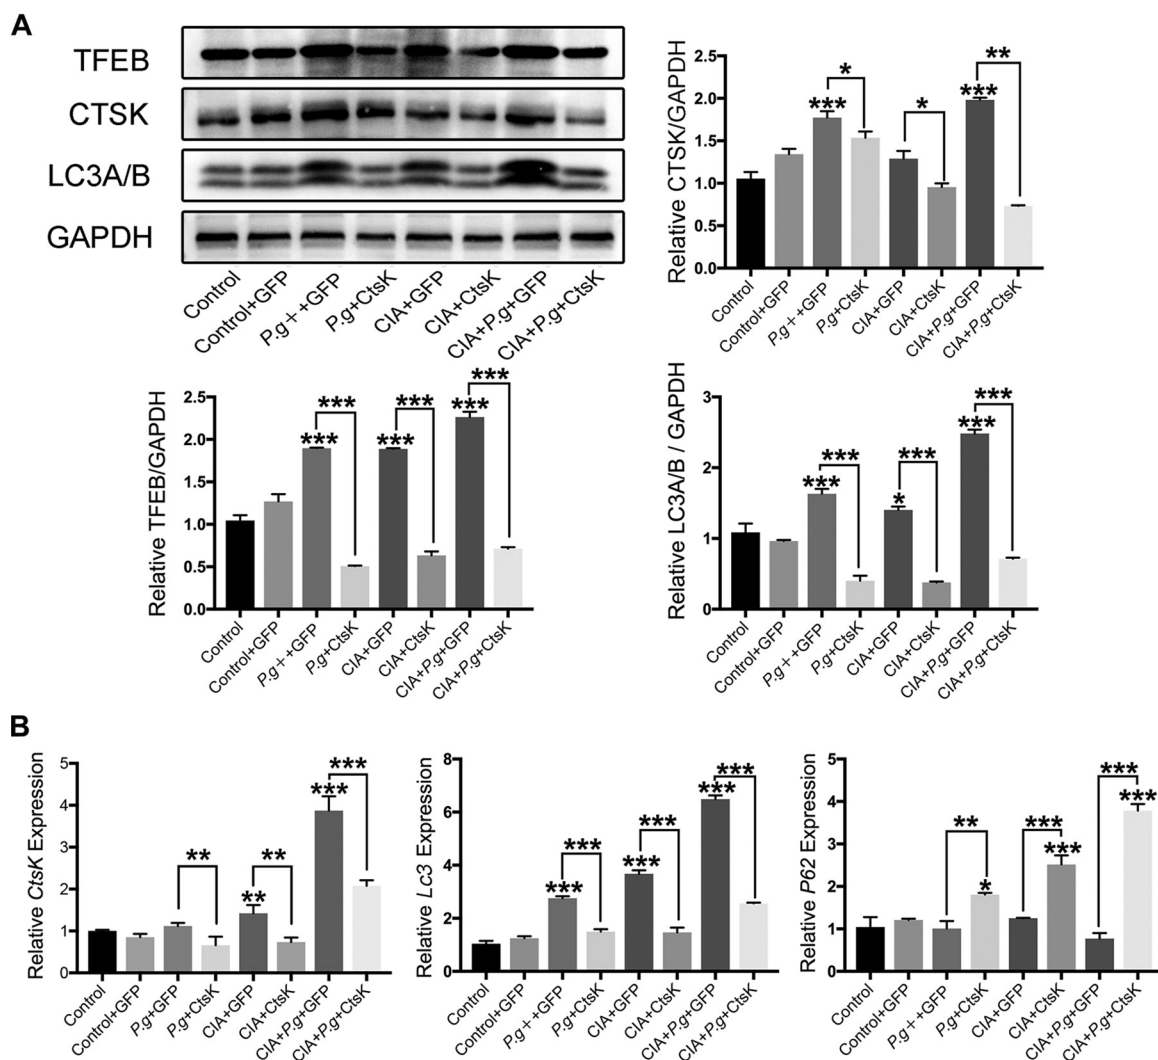 A
TFEB
CTSK
LC3A/B
GAPDH
Control
Control+GFP
P.g++GFP
P.g+CtsK
CIA+GFP
CIA+CtsK
CIA+P.g+GFP
CIA+P.g+CtsK
Relative CTSK/GAPDH
2.5
2.0
1.5
1.0
0.5
0.0
***
*
*
***
**
Control
Control+GFP
P.g++GFP
P.g+CtsK
CIA+GFP
CIA+CtsK
CIA+P.g+GFP
CIA+P.g+CtsK
Relative TFEB/GAPDH
2.5
2.0
1.5
1.0
0.5
0.0
***
***
***
***
***
***
Control
Control+GFP
P.g++GFP
P.g+CtsK
CIA+GFP
CIA+CtsK
CIA+P.g+GFP
CIA+P.g+CtsK
Relative LC3A/B / GAPDH
3
2
1
0
***
***
*
***
***
***
Control
Control+GFP
P.g++GFP
P.g+CtsK
CIA+GFP
CIA+CtsK
CIA+P.g+GFP
CIA+P.g+CtsK
B
Relative CtsK Expression
5
4
3
2
1
0
**
**
**
***
***
Control
Control+GFP
P.g+GFP
P.g+CtsK
CIA+GFP
CIA+CtsK
CIA+P.g+GFP
CIA+P.g+CtsK
Relative Lc3 Expression
8
6
4
2
0
***
***
***
***
***
***
Control
Control+GFP
P.g++GFP
P.g+CtsK
CIA+GFP
CIA+CtsK
CIA+P.g+GFP
CIA+P.g+CtsK
Relative P62 Expression
5
4
3
2
1
0
**
*
***
***
***
***
Control
Control+GFP
P.g++GFP
P.g+CtsK
CIA+GFP
CIA+CtsK
CIA+P.g+GFP
CIA+P.g+CtsK